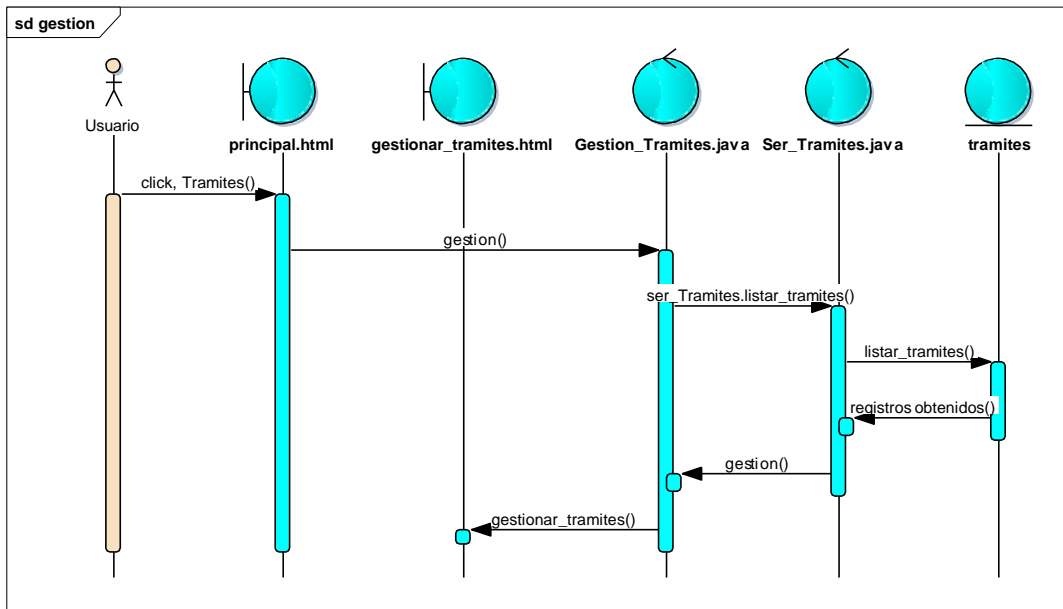 sd gestion
Usuario
principal.html
gestionar_tramites.html
Gestion_Tramites.java
Ser_Tramites.java
tramites
click, Tramites()
gestion()
ser_Tramites.listar_tramites()
listar_tramites()
registros obtenidos()
gestion()
gestionar_tramites()